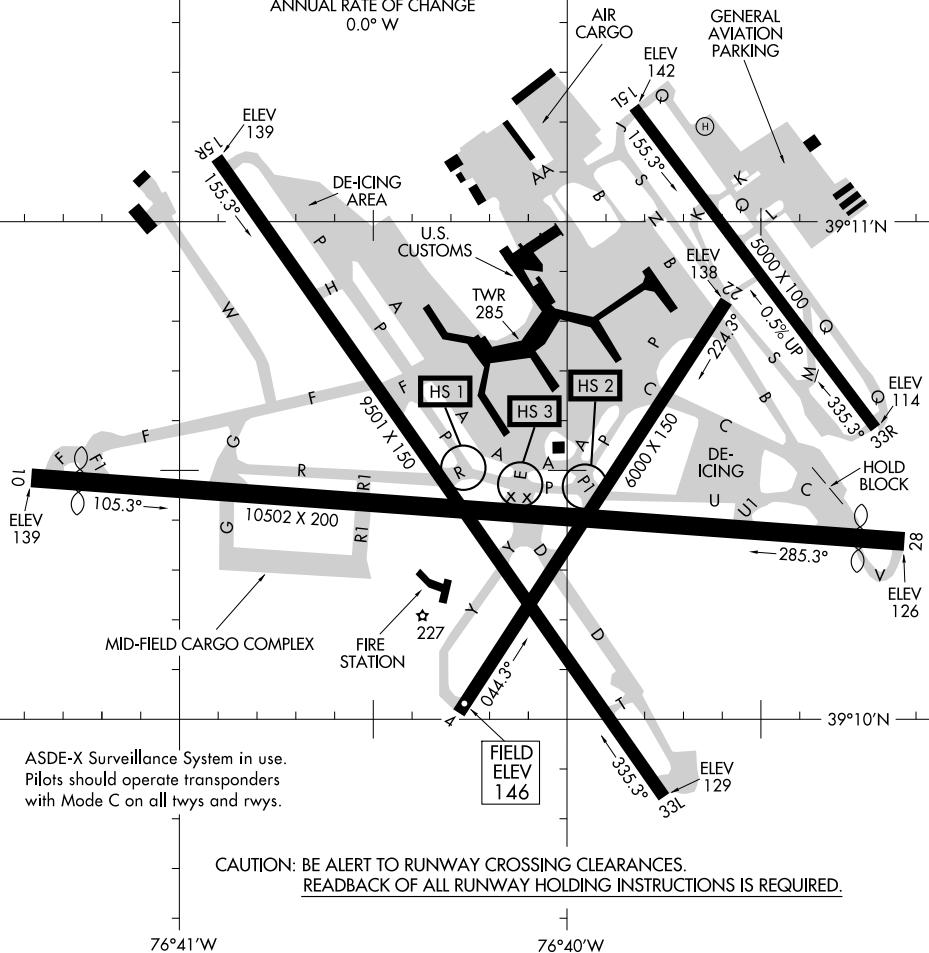 ANNUAL RATE OF CHANGE
0.0° W
AIR
CARGO
GENERAL
AVIATION
PARKING
ELEV
142
15L
Q
H
ELEV
139
15R
155.3°
155.3°
J
DE-ICING
AREA
AA
B
S
K
K
N
Q
L
39°11'N
U.S.
CUSTOMS
P
H
A
P
W
TWR
285
B
ELEV
138
22
5000 X 100
0.5% UP
Q
224.3°
P
S
M
335.3°
Q
ELEV
114
33R
HS 1
HS 2
HS 3
F
F
F
A
P
C
C
B
9501 X 150
G
A
A
P
6000 X 150
DE-
ICING
HOLD
BLOCK
F
F1
R
R1
R
E
A
P
P1
X X
U
U1
C
10
105.3°
10502 X 200
ELEV
139
G
R1
Y
D
285.3°
28
V
ELEV
126
MID-FIELD CARGO COMPLEX
FIRE
STATION
227
Y
D
044.3°
4
T
39°10'N
FIELD
ELEV
146
335.3°
33L
ELEV
129
ASDE-X Surveillance System in use.
Pilots should operate transponders
with Mode C on all twys and rwys.
CAUTION: BE ALERT TO RUNWAY CROSSING CLEARANCES.
READBACK OF ALL RUNWAY HOLDING INSTRUCTIONS IS REQUIRED.
76°41'W
76°40'W